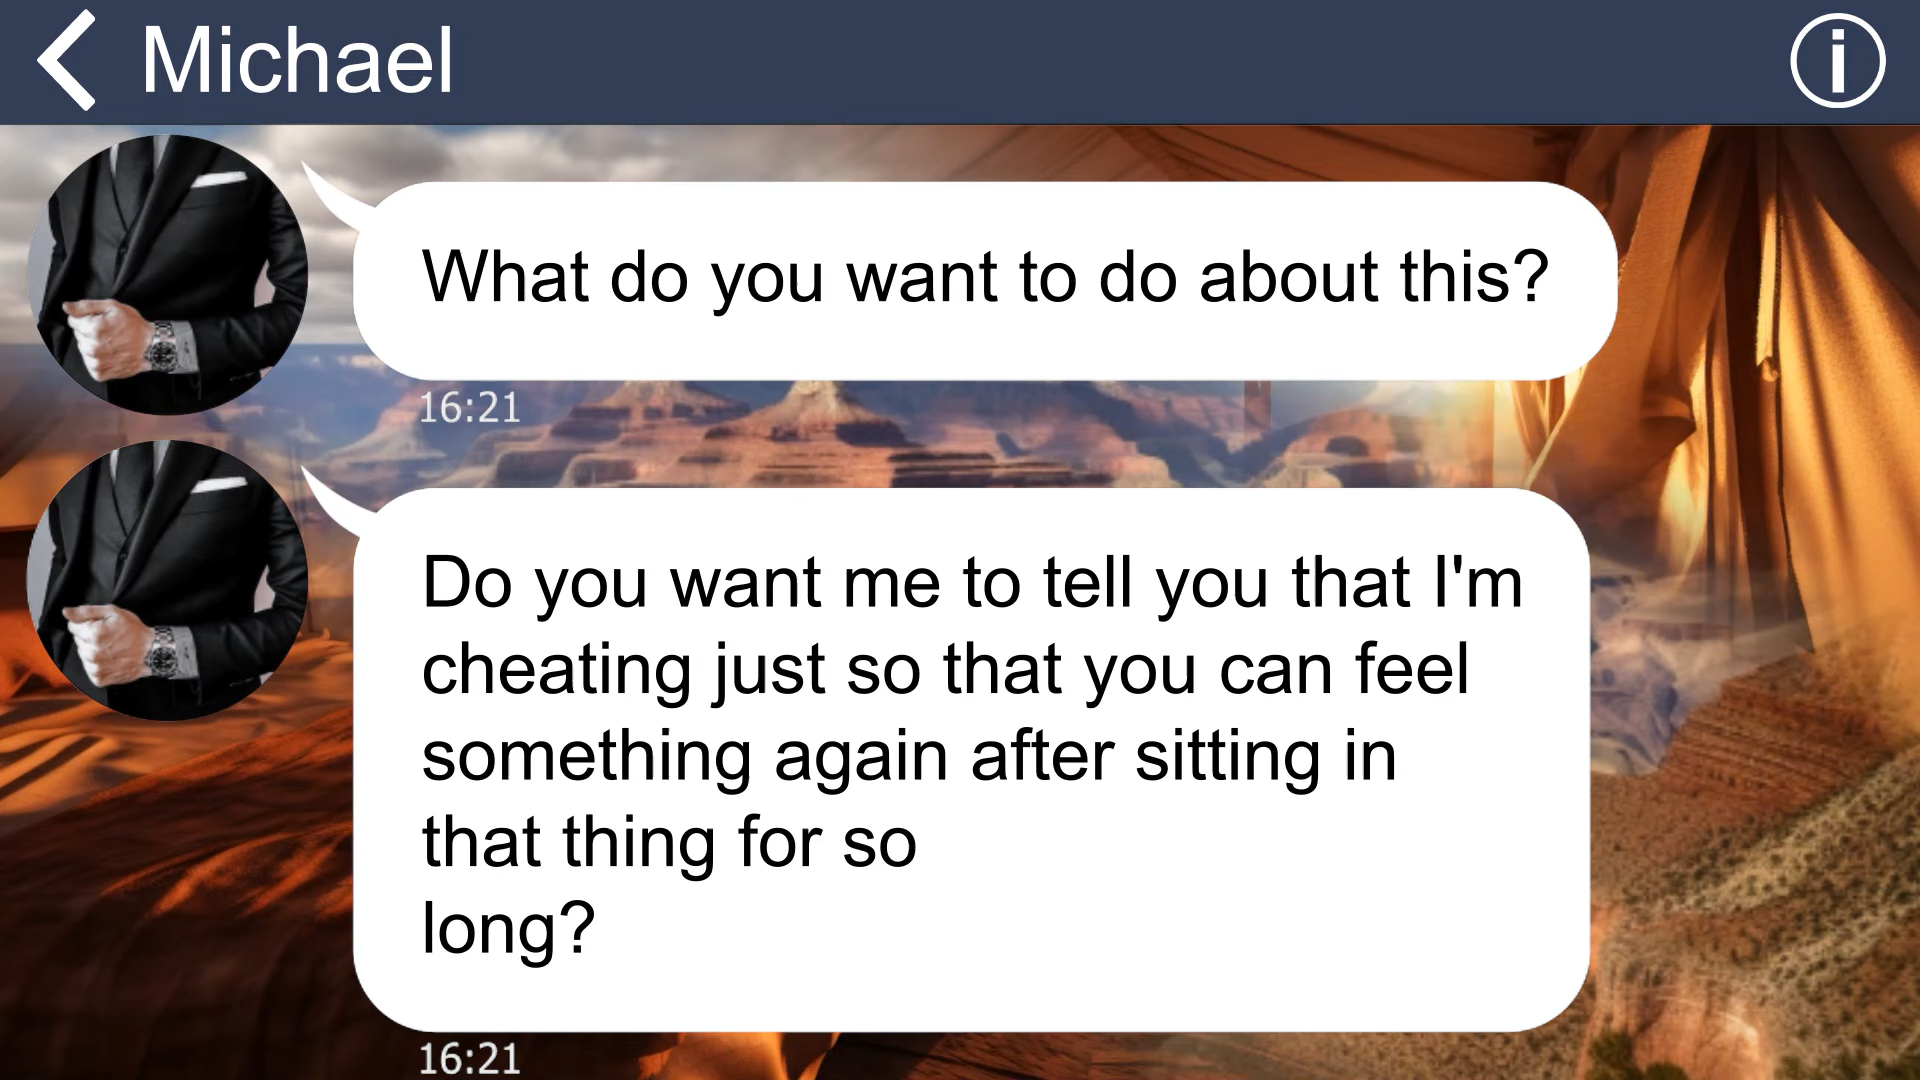 Michael
What do you want to do about this?
16:21
Do you want me to tell you that I'm
cheating just so that you can feel
something again after sitting in
that thing for so
long?
16:21